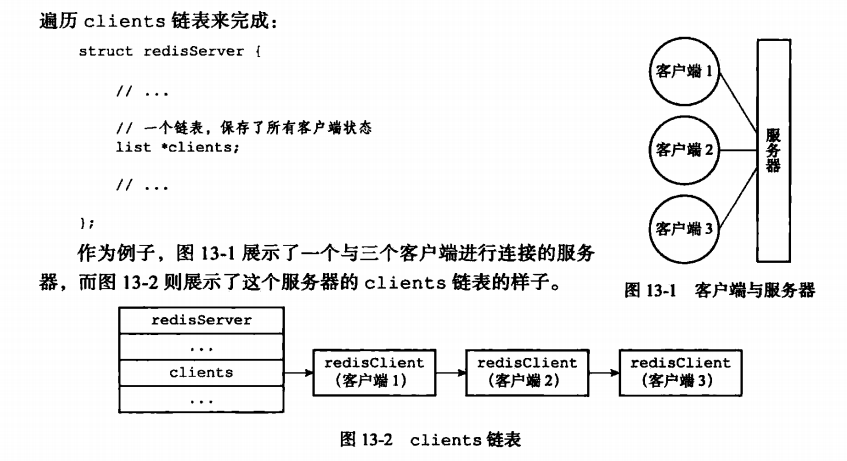 遍历 clients 链表来完成：
struct redisServer {
// ...
// 一个链表，保存了所有客户端状态
list *clients;
// ...
};
作为例子，图 13-1 展示了一个与三个客户端进行连接的服务
器，而图 13-2 则展示了这个服务器的 clients 链表的样子。
客户端 1
客户端 2
客户端 3
服务器
图 13-1 客户端与服务器
redisServer
...
clients
...
redisClient
（客户端 1）
redisClient
（客户端 2）
redisClient
（客户端 3）
图 13-2 clients 链表